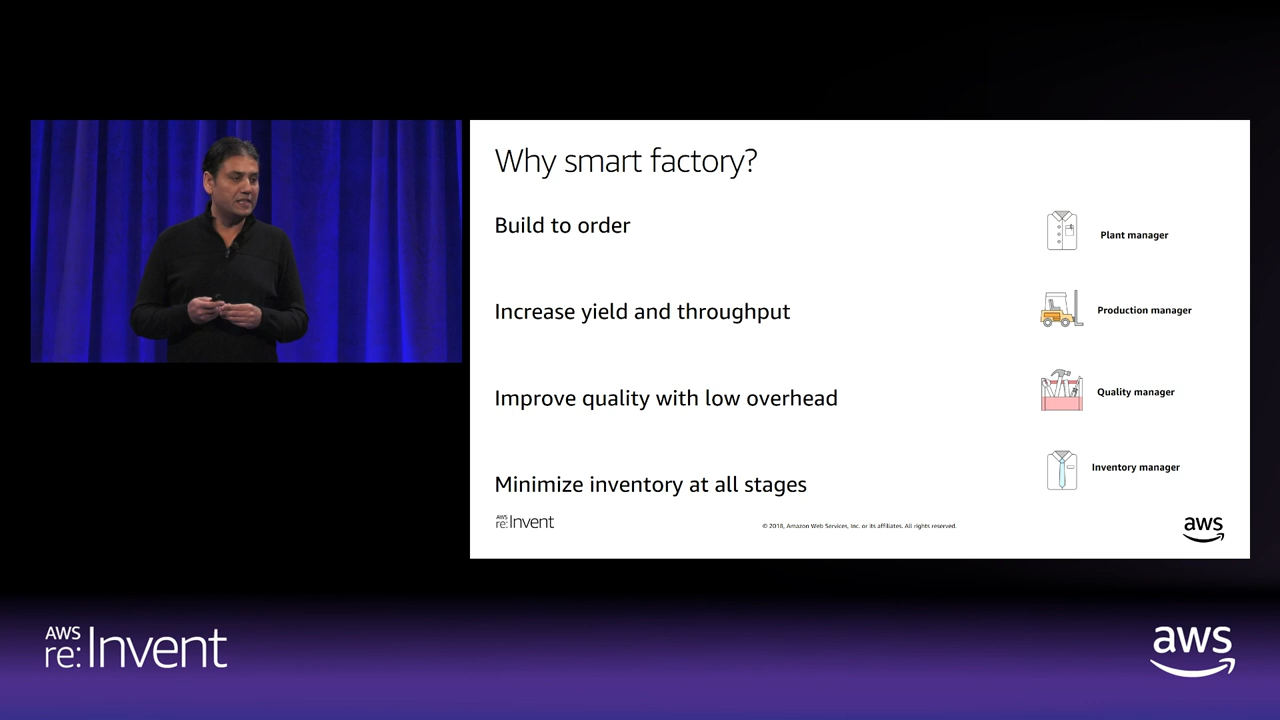 Why smart factory?
Build to order
Plant manager
Increase yield and throughput
Production manager
Improve quality with low overhead
Quality manager
Minimize inventory at all stages
Inventory manager
AWS
re:Invent
© 2018, Amazon Web Services, Inc. or its affiliates. All rights reserved.
aws
AWS
re:Invent
aws